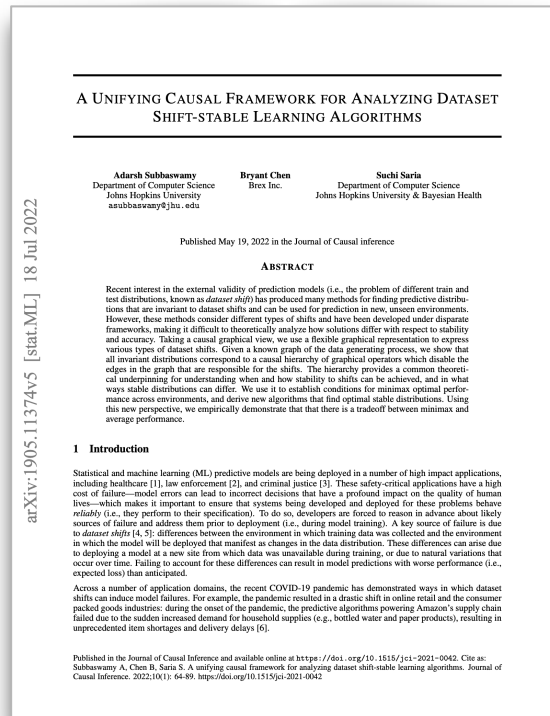 A UNIFYING CAUSAL FRAMEWORK FOR ANALYZING DATASET
SHIFT-STABLE LEARNING ALGORITHMS
Adarsh Subbaswamy
Department of Computer Science
Johns Hopkins University
asubbaswamy@jhu.edu
Bryant Chen
Brex Inc.
Suchi Saria
Department of Computer Science
Johns Hopkins University & Bayesian Health
Published May 19, 2022 in the Journal of Causal inference
ABSTRACT
Recent interest in the external validity of prediction models (i.e., the problem of different train and
test distributions, known as dataset shift) has produced many methods for finding predictive distribu-
tions that are invariant to dataset shifts and can be used for prediction in new, unseen environments.
However, these methods consider different types of shifts and have been developed under disparate
frameworks, making it difficult to theoretically analyze how solutions differ with respect to stability
and accuracy. Taking a causal graphical view, we use a flexible graphical representation to express
various types of dataset shifts. Given a known graph of the data generating process, we show that
all invariant distributions correspond to a causal hierarchy of graphical operators which disable the
edges in the graph that are responsible for the shifts. The hierarchy provides a common theoreti-
cal underpinning for understanding when and how stability to shifts can be achieved, and in what
ways stable distributions can differ. We use it to establish conditions for minimax optimal perfor-
mance across environments, and derive new algorithms that find optimal stable distributions. Using
this new perspective, we empirically demonstrate that that there is a tradeoff between minimax and
average performance.
1 Introduction
Statistical and machine learning (ML) predictive models are being deployed in a number of high impact applications,
including healthcare [1], law enforcement [2], and criminal justice [3]. These safety-critical applications have a high
cost of failure—model errors can lead to incorrect decisions that have a profound impact on the quality of human
lives—which makes it important to ensure that systems being developed and deployed for these problems behave
reliably (i.e., they perform to their specification). To do so, developers are forced to reason in advance about likely
sources of failure and address them prior to deployment (i.e., during model training). A key source of failure is due
to dataset shifts [4, 5]: differences between the environment in which training data was collected and the environment
in which the model will be deployed that manifest as changes in the data distribution. These differences can arise due
to deploying a model at a new site from which data was unavailable during training, or due to natural variations that
occur over time. Failing to account for these differences can result in model predictions with worse performance (i.e.,
expected loss) than anticipated.
Across a number of application domains, the recent COVID-19 pandemic has demonstrated ways in which dataset
shifts can induce model failures. For example, the pandemic resulted in a drastic shift in online retail and the consumer
packed goods industries: during the onset of the pandemic, the predictive algorithms powering Amazon's supply chain
failed due to the sudden increased demand for household supplies (e.g., bottled water and paper products), resulting in
unprecedented item shortages and delivery delays [6].
Published in the Journal of Causal Inference and available online at https://doi.org/10.1515/jci-2021-0042. Cite as:
Subbaswamy A, Chen B, Saria S. A unifying causal framework for analyzing dataset shift-stable learning algorithms. Journal of
Causal Inference. 2022;10(1): 64-89. https://doi.org/10.1515/jci-2021-0042
arXiv:1905.11374v5 [stat.ML] 18 Jul 2022